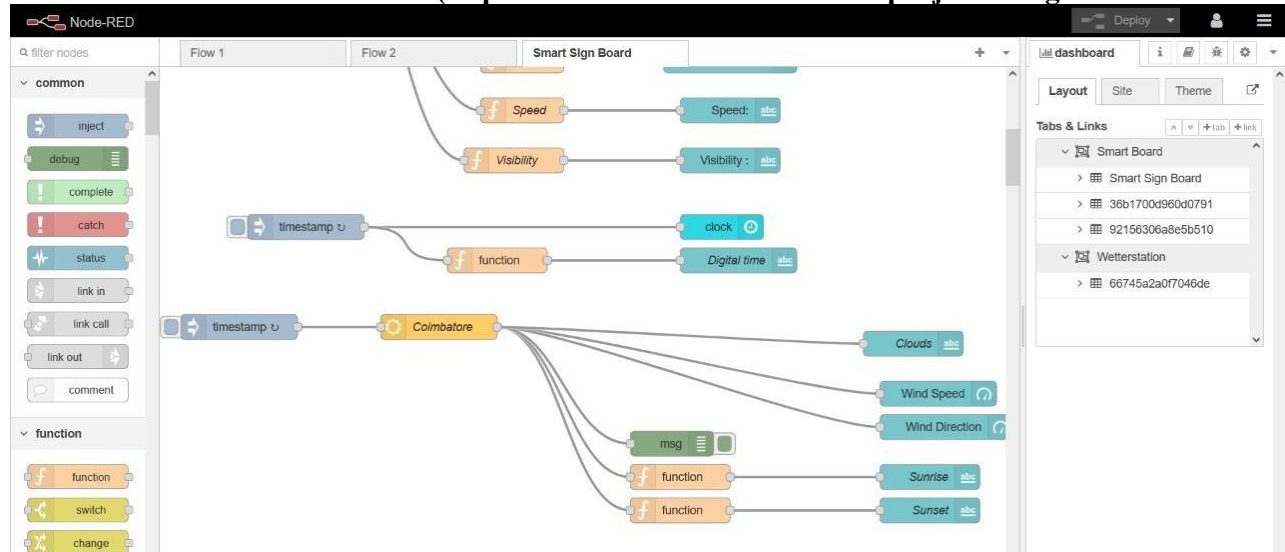 Node-RED
Deploy
filter nodes
Flow 1
Flow 2
Smart Sign Board
dashboard
common
inject
debug
complete
catch
status
link in
link call
link out
comment
function
function
switch
change
Speed
Speed:
abc
Visibility
Visibility :
abc
timestamp ↻
clock
function
Digital time
abc
timestamp ↻
Coimbatore
Clouds
abc
Wind Speed
Wind Direction
msg
function
Sunrise
abc
function
Sunset
abc
Layout
Site
Theme
Tabs & Links
+tab
+link
Smart Board
Smart Sign Board
36b1700d960d0791
92156306a8e5b510
Wetterstation
66745a2a0f7046de